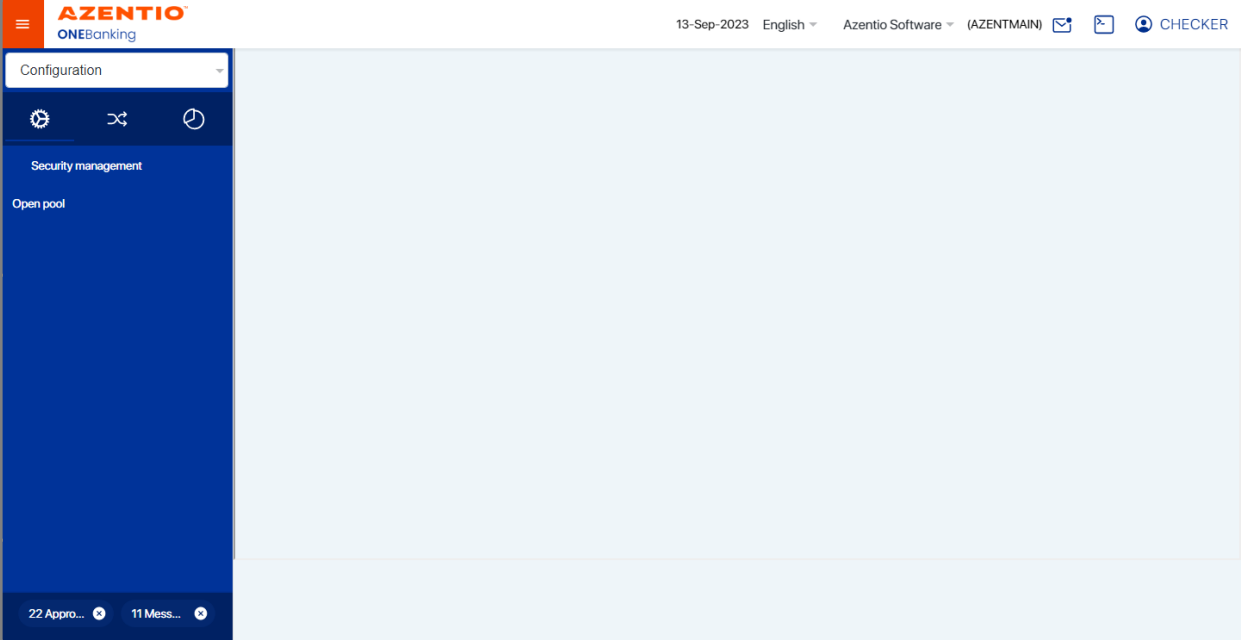 AZENTIO
ONEBanking
13-Sep-2023 English Azentio Software (AZENTMAIN) CHECKER
Configuration
Security management
Open pool
22 Appro... 11 Mess...